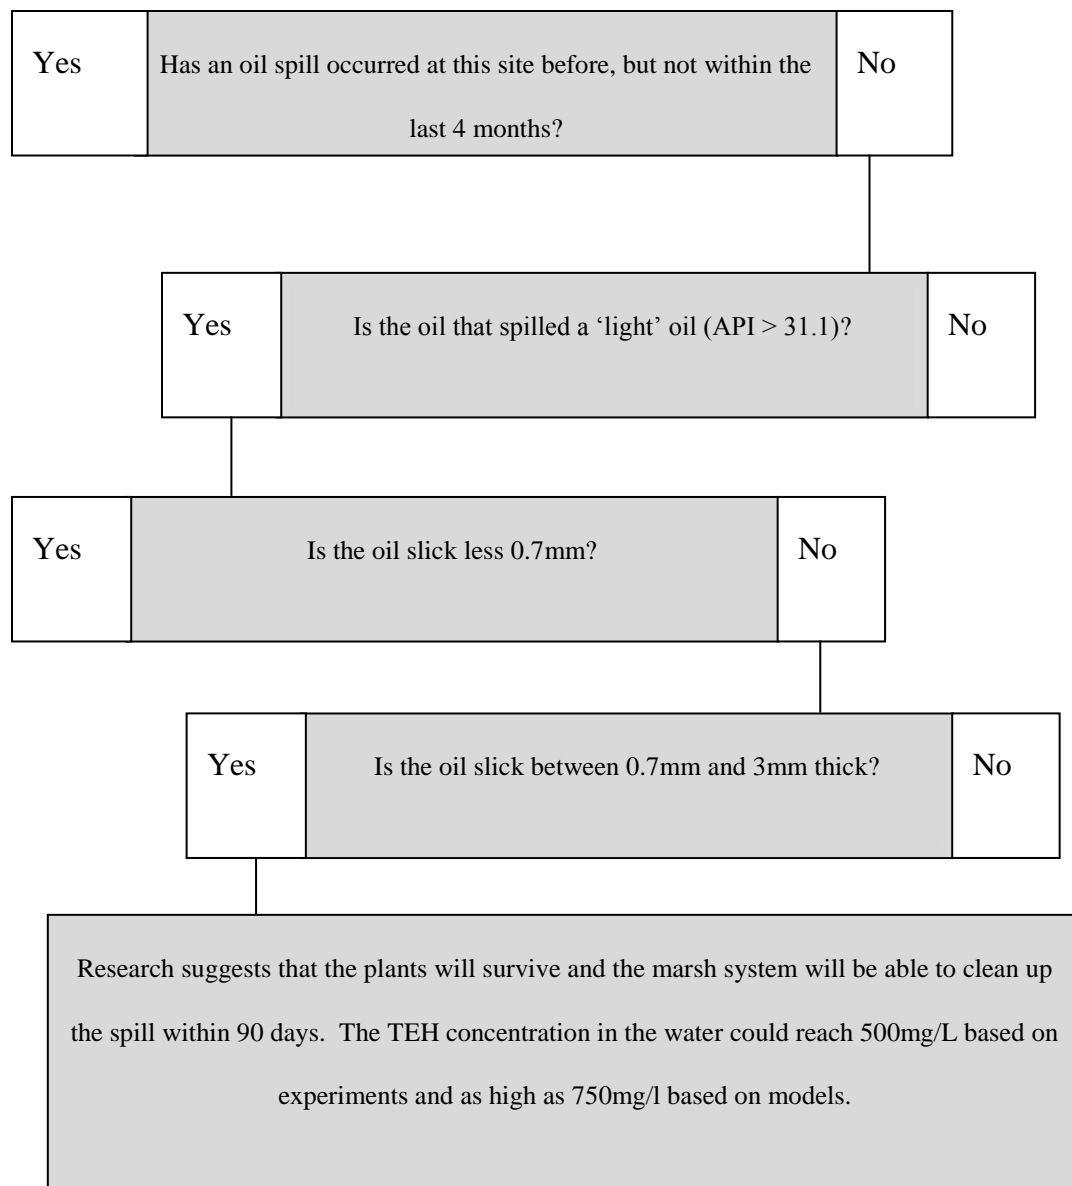 Yes
Has an oil spill occurred at this site before, but not within the
last 4 months?
No
Yes
Is the oil that spilled a ‘light’ oil (API > 31.1)?
No
Yes
Is the oil slick less 0.7mm?
No
Yes
Is the oil slick between 0.7mm and 3mm thick?
No
Research suggests that the plants will survive and the marsh system will be able to clean up
the spill within 90 days.  The TEH concentration in the water could reach 500mg/L based on
experiments and as high as 750mg/l based on models.